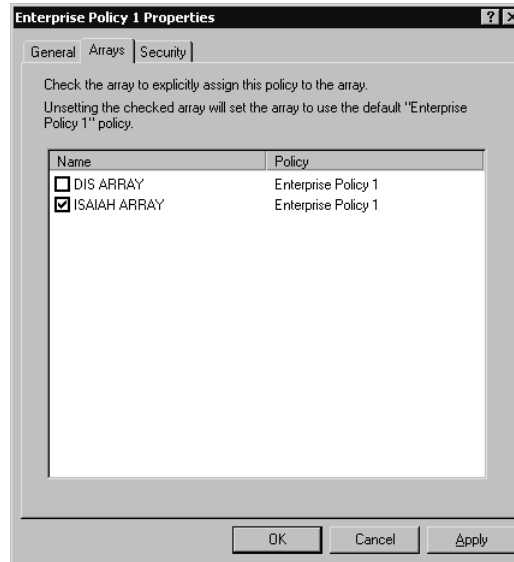 Enterprise Policy 1 Properties
General Arrays Security
Check the array to explicitly assign this policy to the array.
Unsetting the checked array will set the array to use the default "Enterprise
Policy 1" policy.
Name Policy
DIS ARRAY Enterprise Policy 1
ISAIAH ARRAY Enterprise Policy 1
OK Cancel Apply